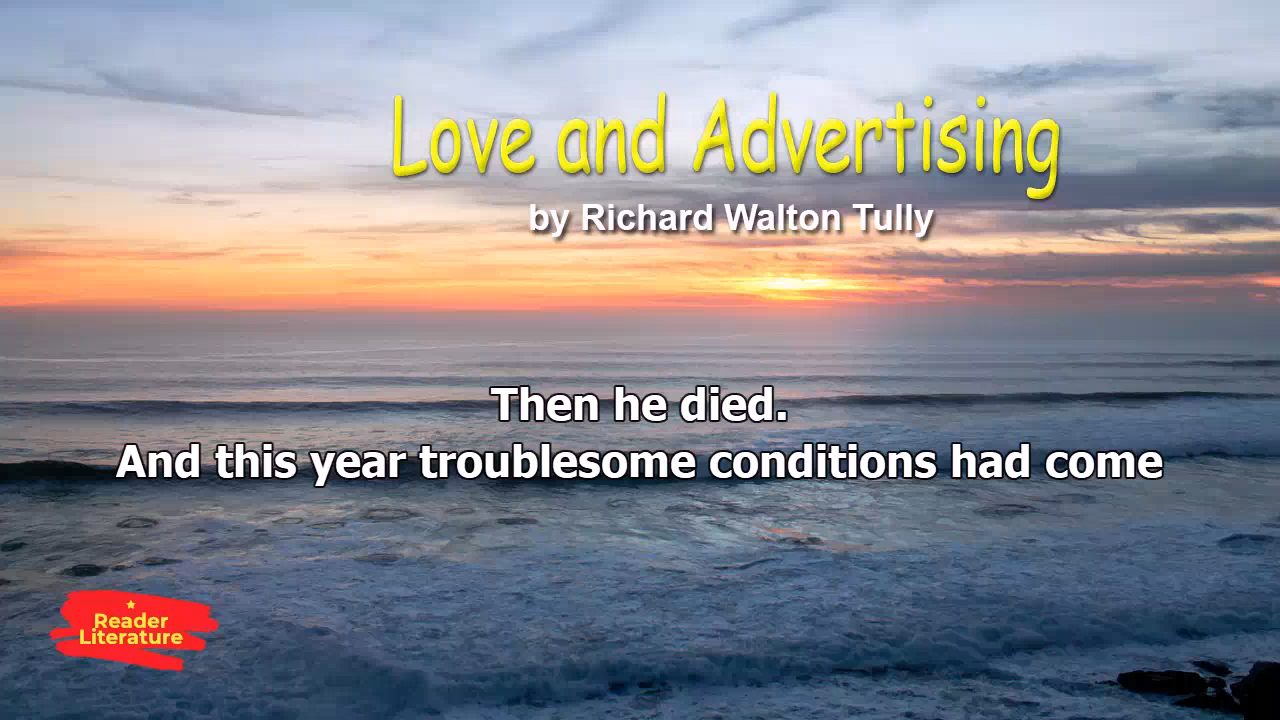 Love and Advertising
by Richard Walton Tully
Then he died.
And this year troublesome conditions had come
Reader
Literature